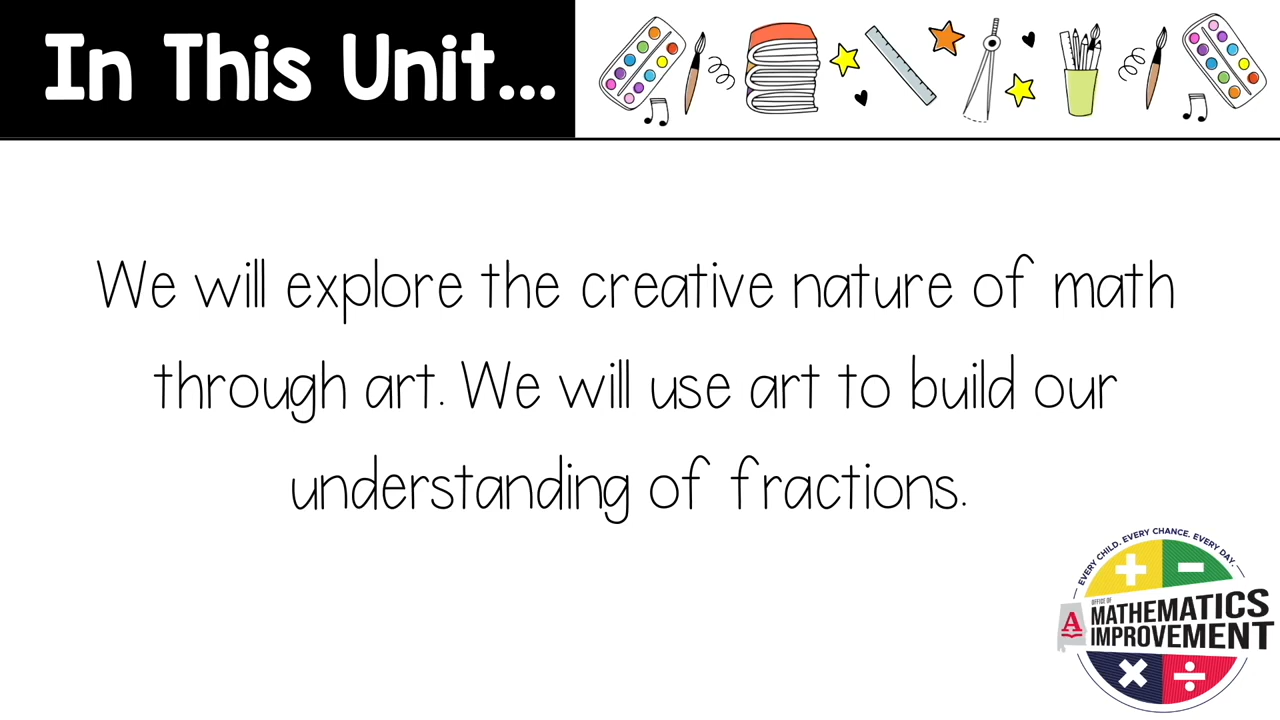 In This Unit...
We will explore the creative nature of math
through art. We will use art to build our
understanding of fractions.
EVERY CHILD. EVERY CHANCE. EVERY DAY.
OFFICE OF
MATHEMATICS
IMPROVEMENT